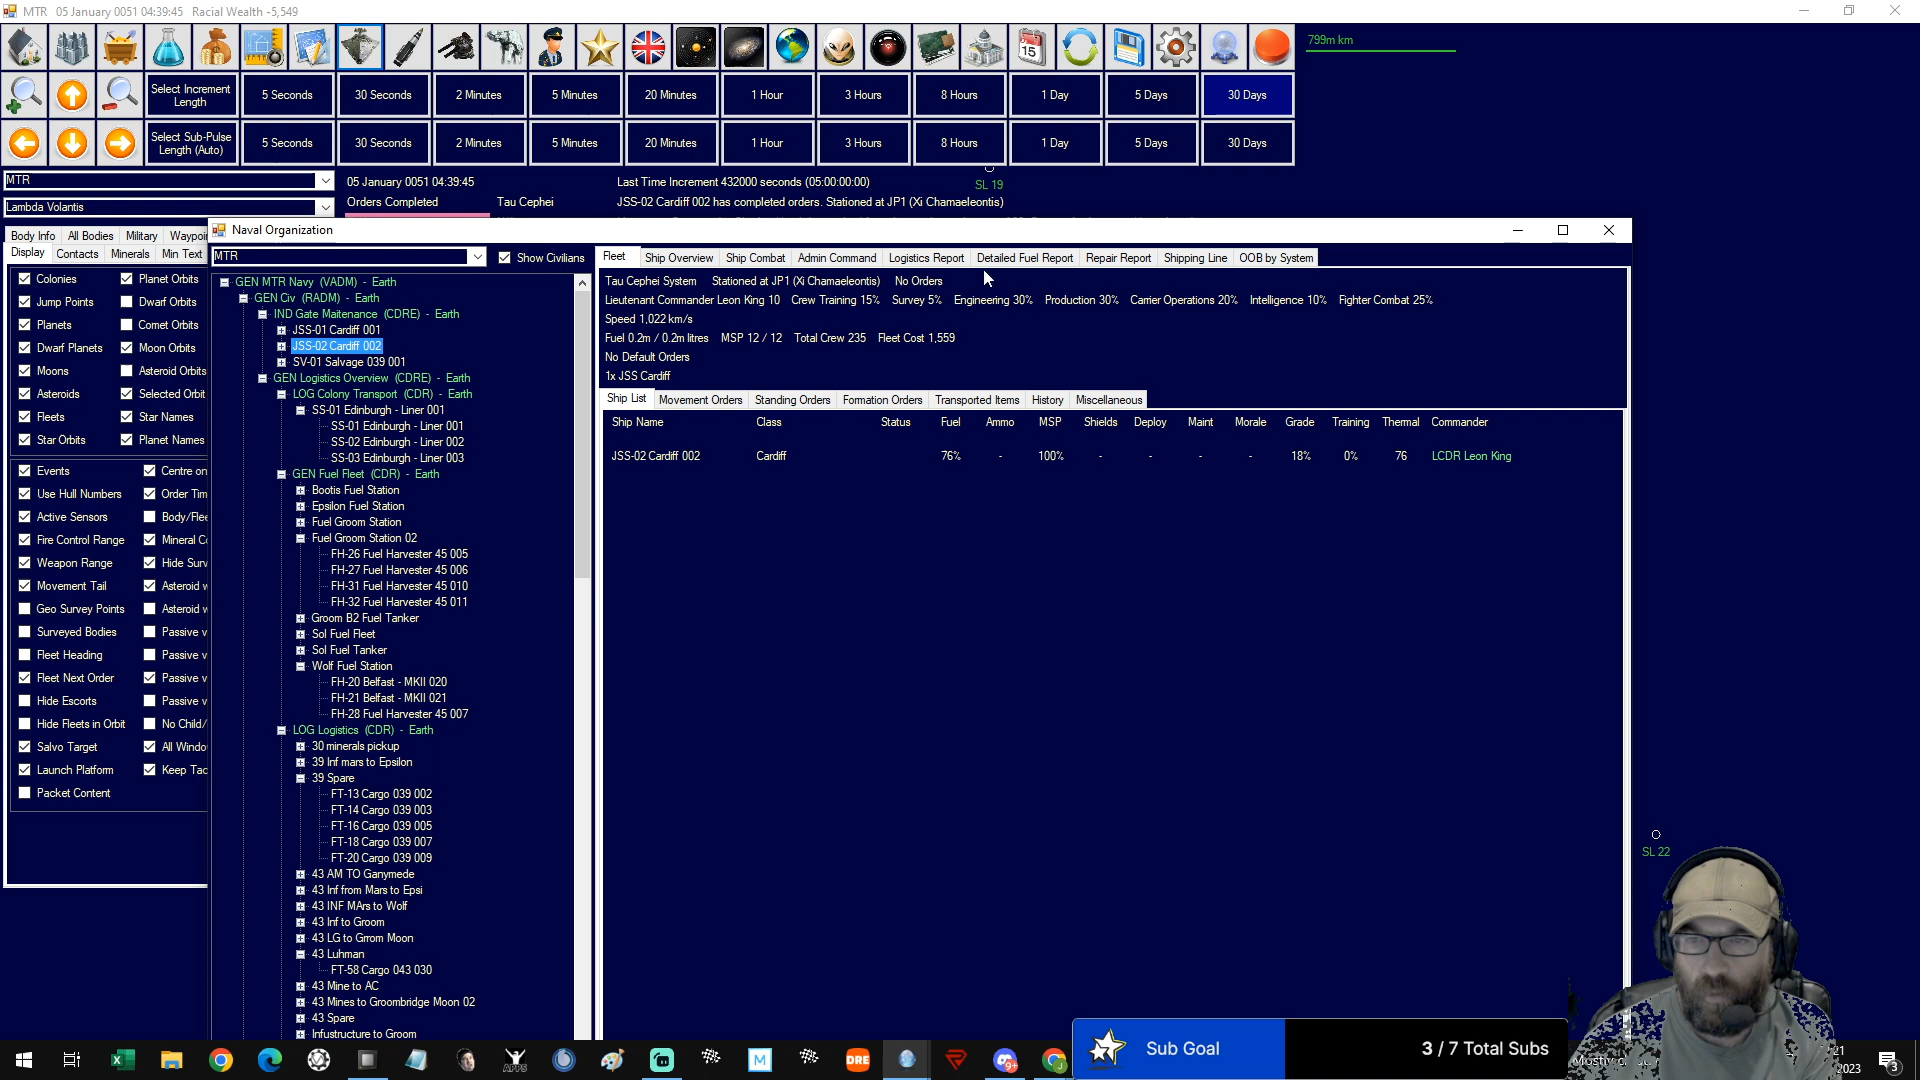 MTR 05 January 0051 04:39:45 Racial Wealth -5,549
799m km
Select Increment Length
5 Seconds 30 Seconds 2 Minutes 5 Minutes 20 Minutes 1 Hour 3 Hours 8 Hours 1 Day 5 Days 30 Days
Select Sub-Pulse Length (Auto)
5 Seconds 30 Seconds 2 Minutes 5 Minutes 20 Minutes 1 Hour 3 Hours 8 Hours 1 Day 5 Days 30 Days
MTR
05 January 0051 04:39:45 Last Time Increment 432000 seconds (05:00:00:00) SL 19
Lambda Volantis
Orders Completed Tau Cephei JSS-02 Cardiff 002 has completed orders. Stationed at JP1 (Xi Chamaeleontis)
Body Info All Bodies Military Waypoi
Display Contacts Minerals Min Text
Colonies Planet Orbits
Jump Points Dwarf Orbits
Planets Comet Orbits
Dwarf Planets Moon Orbits
Moons Asteroid Orbits
Asteroids Selected Orbit
Fleets Star Names
Star Orbits Planet Names
Events Centre on
Use Hull Numbers Order Tim
Active Sensors Body/Flee
Fire Control Range Mineral Co
Weapon Range Hide Surv
Movement Tail Asteroid w
Geo Survey Points Asteroid w
Surveyed Bodies Passive v
Fleet Heading Passive v
Fleet Next Order Passive v
Hide Escorts Passive v
Hide Fleets in Orbit No Child/
Salvo Target All Windo
Launch Platform Keep Tac
Packet Content
Naval Organization
MTR Show Civilians
GEN MTR Navy (VADM) - Earth
GEN Civ (RADM) - Earth
IND Gate Maitenance (CDRE) - Earth
JSS-01 Cardiff 001
JSS-02 Cardiff 002
SV-01 Salvage 039 001
GEN Logistics Overview (CDRE) - Earth
LOG Colony Transport (CDR) - Earth
SS-01 Edinburgh - Liner 001
SS-01 Edinburgh - Liner 001
SS-02 Edinburgh - Liner 002
SS-03 Edinburgh - Liner 003
GEN Fuel Fleet (CDR) - Earth
Bootis Fuel Station
Epsilon Fuel Station
Fuel Groom Station
Fuel Groom Station 02
FH-26 Fuel Harvester 45 005
FH-27 Fuel Harvester 45 006
FH-31 Fuel Harvester 45 010
FH-32 Fuel Harvester 45 011
Groom B2 Fuel Tanker
Sol Fuel Fleet
Sol Fuel Tanker
Wolf Fuel Station
FH-20 Belfast - MKII 020
FH-21 Belfast - MKII 021
FH-28 Fuel Harvester 45 007
LOG Logistics (CDR) - Earth
30 minerals pickup
39 Inf mars to Epsilon
39 Spare
FT-13 Cargo 039 002
FT-14 Cargo 039 003
FT-16 Cargo 039 005
FT-18 Cargo 039 007
FT-20 Cargo 039 009
43 AM TO Ganymede
43 Inf from Mars to Epsi
43 INF MArs to Wolf
43 Inf to Groom
43 LG to Grrom Moon
43 Luhman
FT-58 Cargo 043 030
43 Mine to AC
43 Mines to Groombridge Moon 02
43 Spare
Infustructure to Groom
Fleet Ship Overview Ship Combat Admin Command Logistics Report Detailed Fuel Report Repair Report Shipping Line OOB by System
Tau Cephei System Stationed at JP1 (Xi Chamaeleontis) No Orders
Lieutenant Commander Leon King 10 Crew Training 15% Survey 5% Engineering 30% Production 30% Carrier Operations 20% Intelligence 10% Fighter Combat 25%
Speed 1,022 km/s
Fuel 0.2m / 0.2m litres MSP 12 / 12 Total Crew 235 Fleet Cost 1,559
No Default Orders
1x JSS Cardiff
Ship List Movement Orders Standing Orders Formation Orders Transported Items History Miscellaneous
Ship Name Class Status Fuel Ammo MSP Shields Deploy Maint Morale Grade Training Thermal Commander
JSS-02 Cardiff 002 Cardiff 76% - 100% - - - - 18% 0% 76 LCDR Leon King
SL 22
Sub Goal 3 / 7 Total Subs
2023